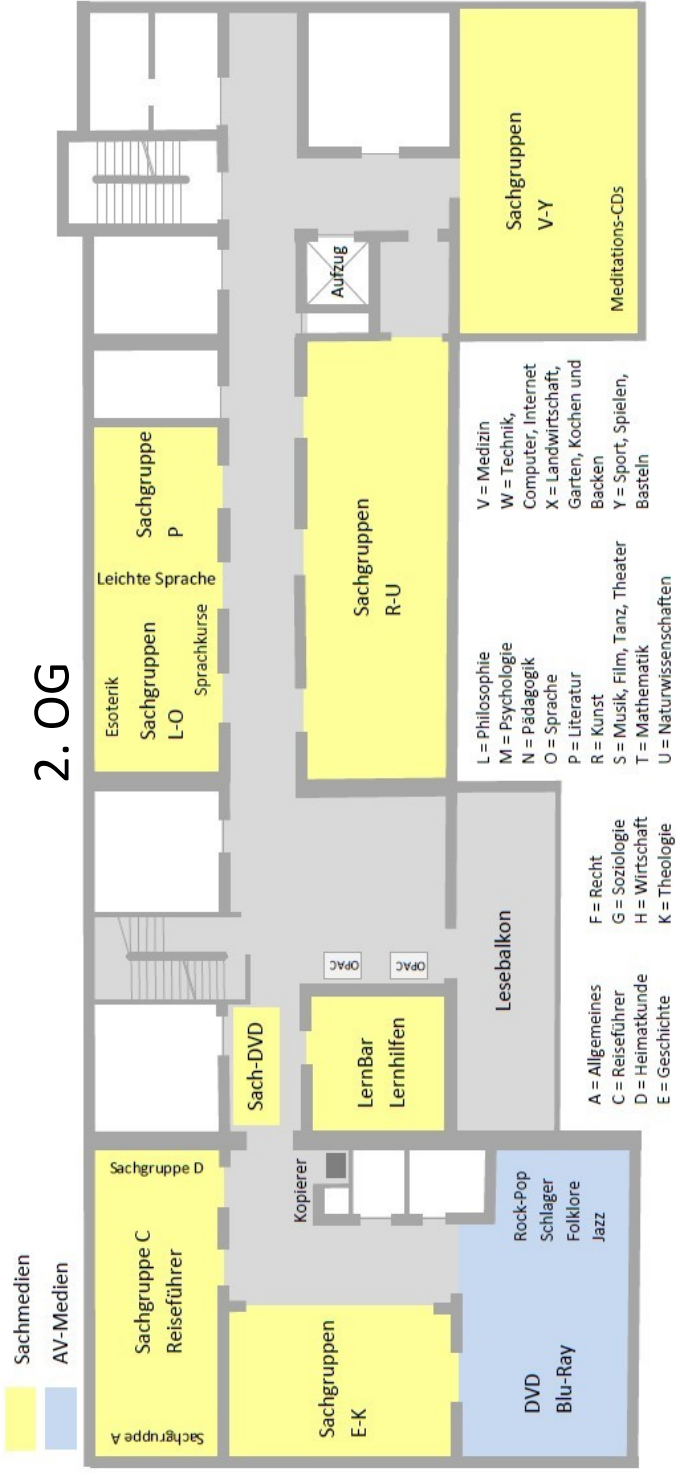 2. OG
Sachmedien
AV-Medien
Sachgruppe A
Sachgruppe C
Reiseführer
Sachgruppe D
Esoterik
Sachgruppen
L-O
Sprachkurse
Leichte Sprache
Sachgruppe
P
Sachgruppen
E-K
Kopierer
Sach-DVD
LernBar
Lernhilfen
OPAC
OPAC
Sachgruppen
R-U
Aufzug
Sachgruppen
V-Y
Meditations-CDs
DVD
Blu-Ray
Rock-Pop
Schlager
Folklore
Jazz
Lesebalkon
A = Allgemeines
C = Reiseführer
D = Heimatkunde
E = Geschichte
F = Recht
G = Soziologie
H = Wirtschaft
K = Theologie
L = Philosophie
M = Psychologie
N = Pädagogik
O = Sprache
P = Literatur
R = Kunst
S = Musik, Film, Tanz, Theater
T = Mathematik
U = Naturwissenschaften
V = Medizin
W = Technik,
Computer, Internet
X = Landwirtschaft,
Garten, Kochen und
Backen
Y = Sport, Spielen,
Basteln